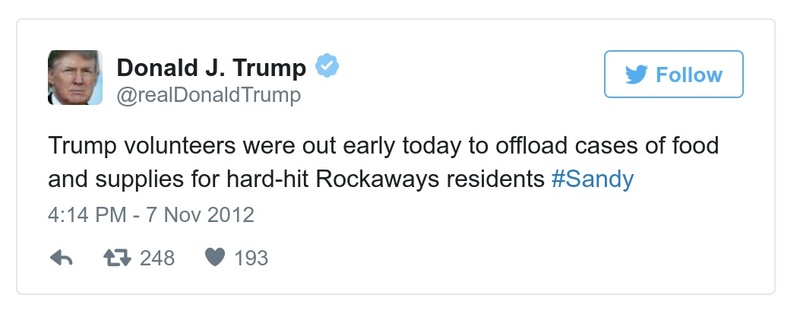 Donald J. Trump
@realDonaldTrump
Follow
Trump volunteers were out early today to offload cases of food
and supplies for hard-hit Rockaways residents #Sandy
4:14 PM - 7 Nov 2012
248 193